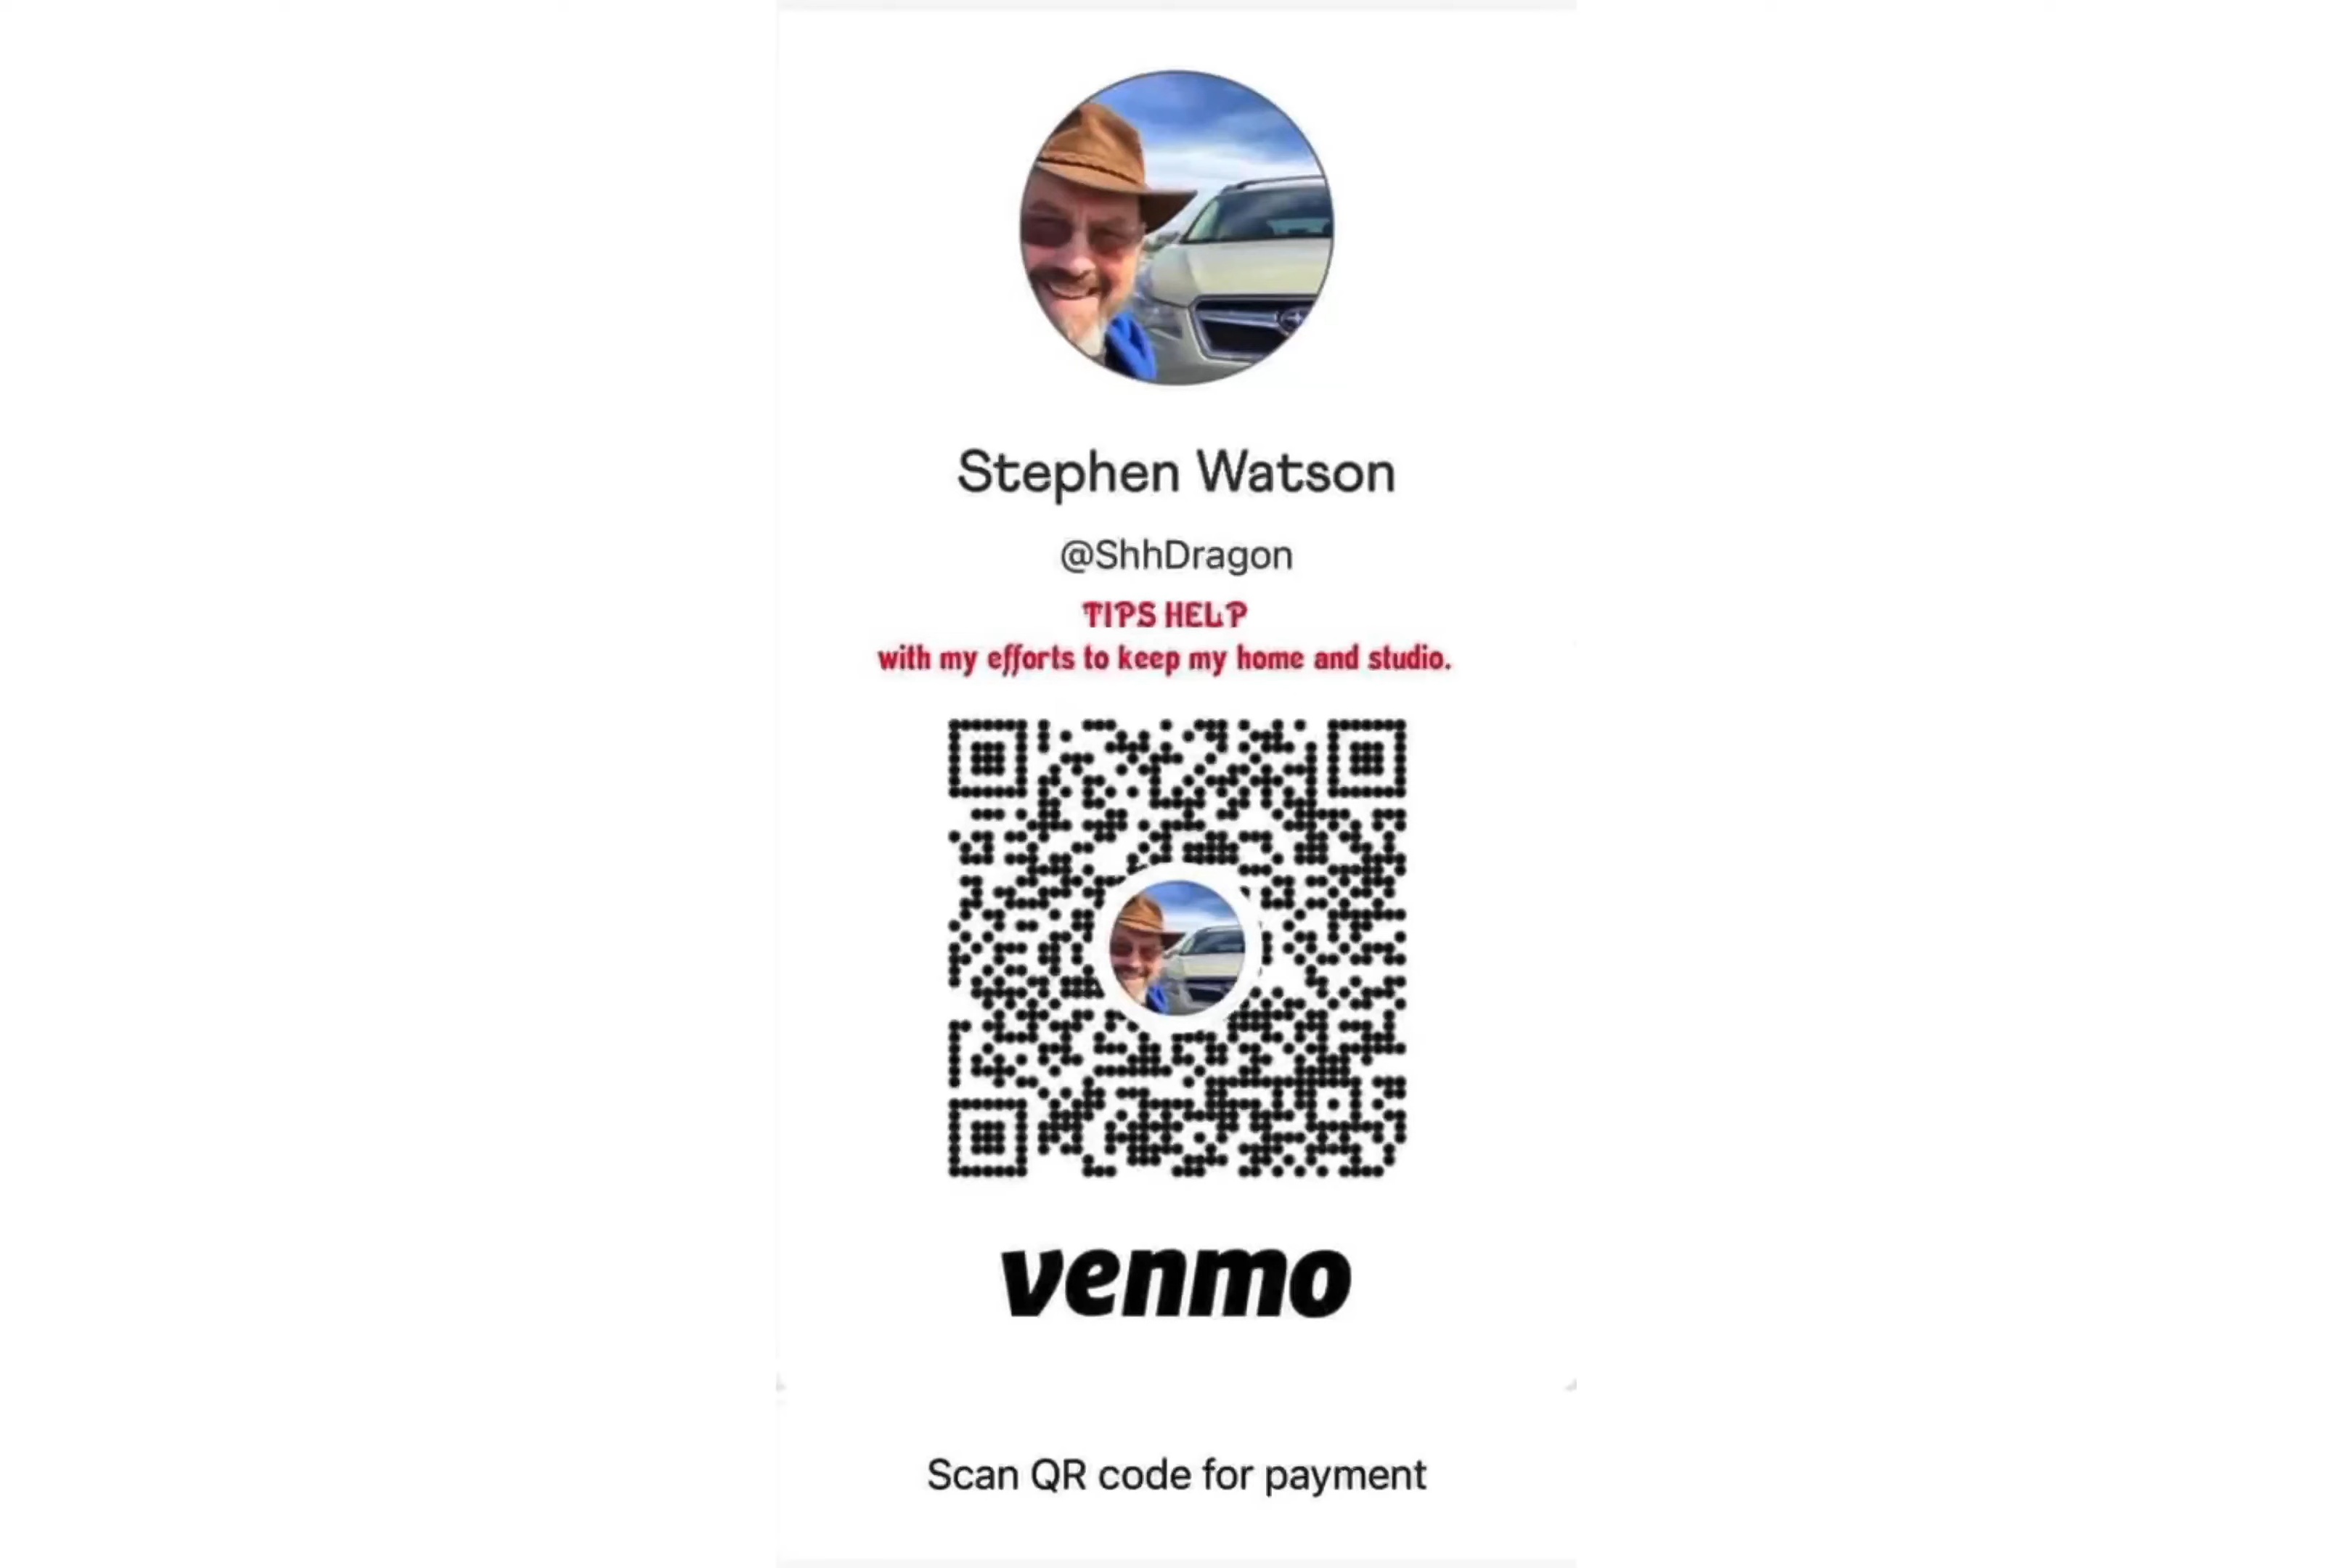 Stephen Watson
@ShhDragon
TIPS HELP
with my efforts to keep my home and studio.
venmo
Scan QR code for payment